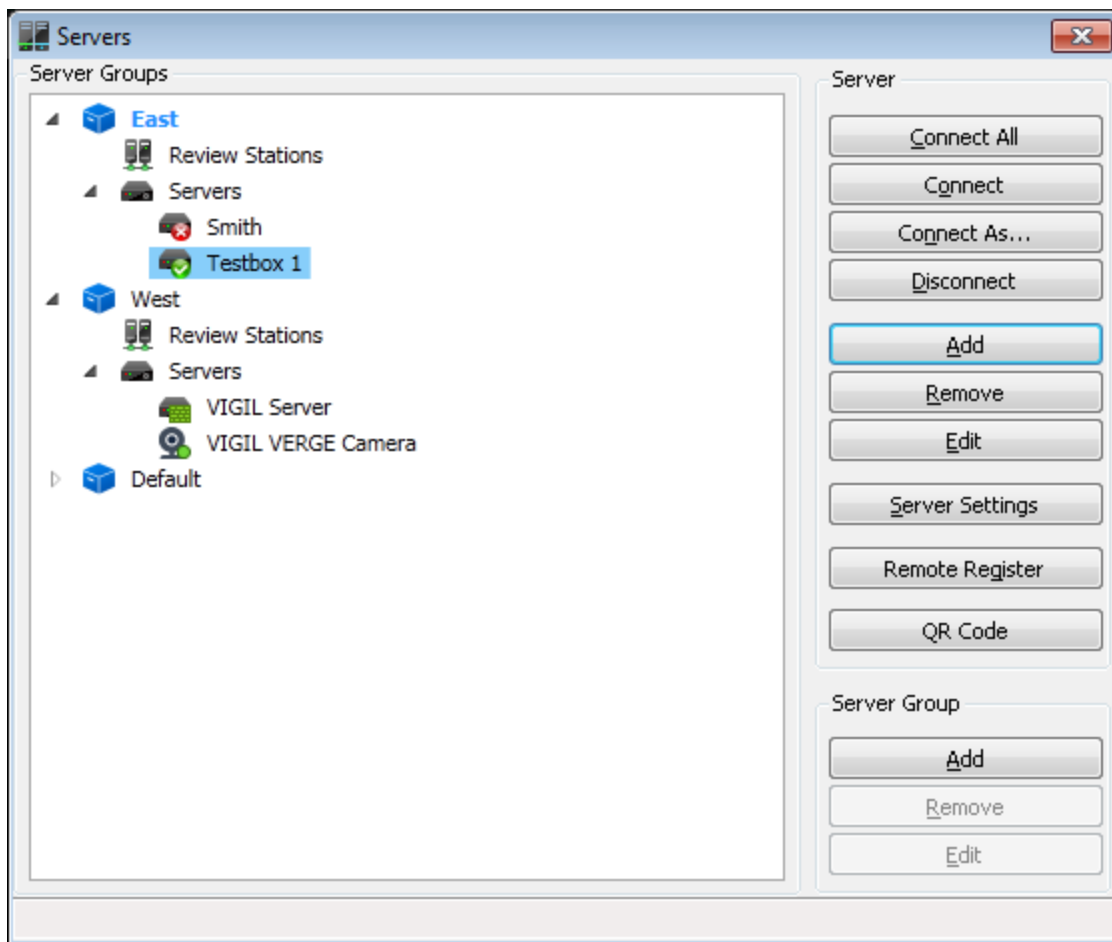 Servers
Server Groups
East
Review Stations
Servers
Smith
Testbox 1
West
Review Stations
Servers
VIGIL Server
VIGIL VERGE Camera
Default
Server
Connect All
Connect
Connect As...
Disconnect
Add
Remove
Edit
Server Settings
Remote Register
QR Code
Server Group
Add
Remove
Edit